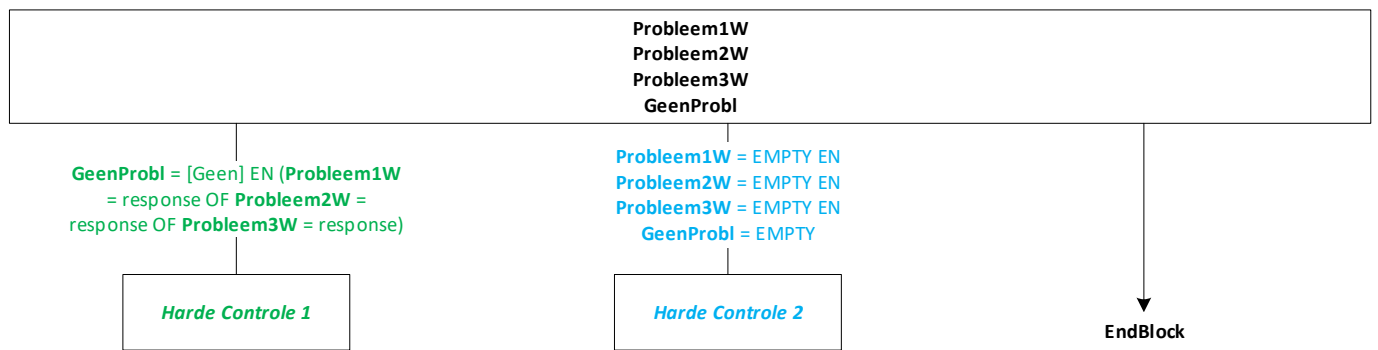 Probleem1W
Probleem2W
Probleem3W
GeenProbl
GeenProbl = [Geen] EN (Probleem1W
= response OF Probleem2W =
response OF Probleem3W = response)
Probleem1W = EMPTY EN
Probleem2W = EMPTY EN
Probleem3W = EMPTY EN
GeenProbl = EMPTY
Harde Controle 1
Harde Controle 2
EndBlock